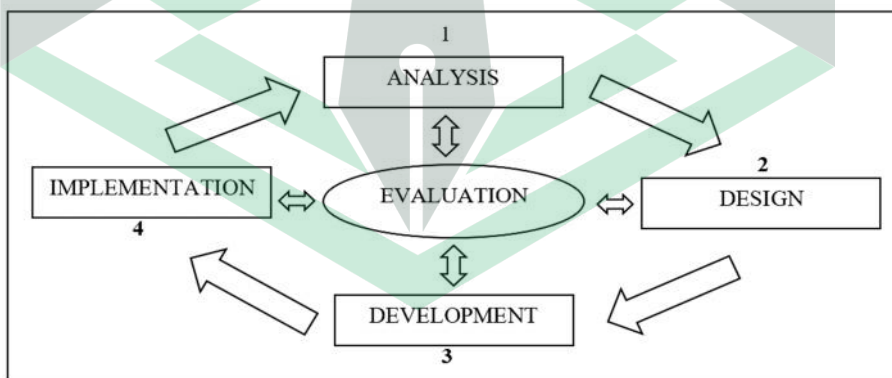 1
ANALYSIS
2
IMPLEMENTATION
EVALUATION
DESIGN
4
DEVELOPMENT
3